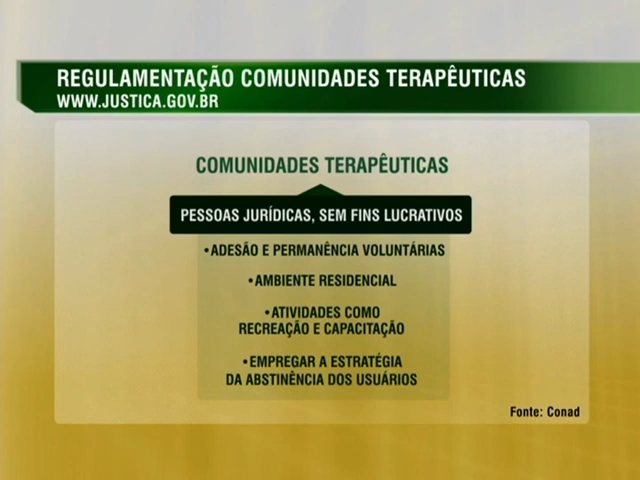 REGULAMENTAÇÃO COMUNIDADES TERAPÊUTICAS
WWW.JUSTICA.GOV.BR
COMUNIDADES TERAPÊUTICAS
PESSOAS JURÍDICAS, SEM FINS LUCRATIVOS
•ADESÃO E PERMANÊNCIA VOLUNTÁRIAS
•AMBIENTE RESIDENCIAL
•ATIVIDADES COMO
RECREAÇÃO E CAPACITAÇÃO
•EMPREGAR A ESTRATÉGIA
DA ABSTINÊNCIA DOS USUÁRIOS
Fonte: Conad